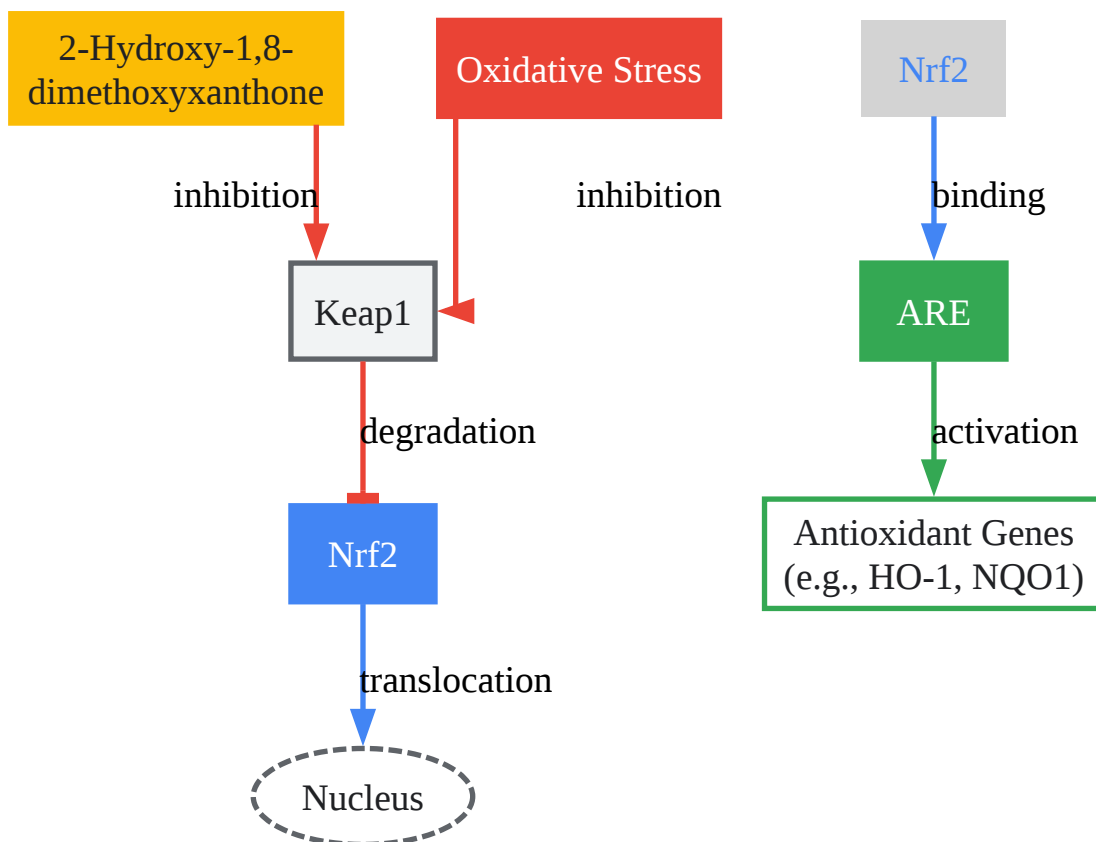 2-Hydroxy-1,8-
dimethoxyxanthone
Oxidative Stress
Nrf2
inhibition
inhibition
binding
Keap1
ARE
degradation
activation
Nrf2
Antioxidant Genes
(e.g., HO-1, NQO1)
translocation
Nucleus